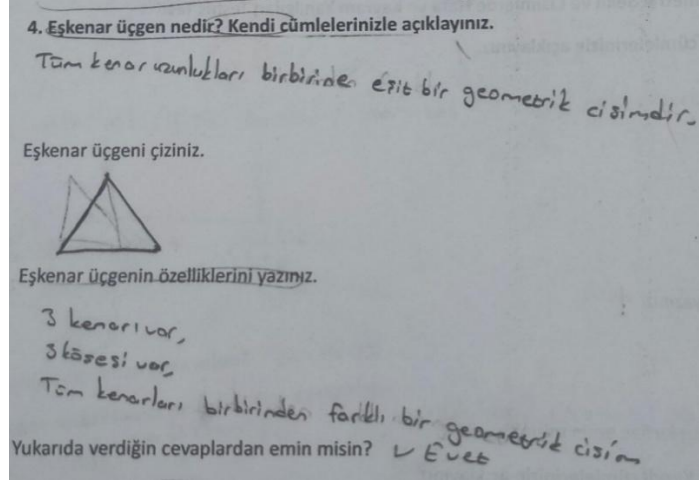 4. Eşkenar üçgen nedir? Kendi cümlelerinizle açıklayınız.
Tüm kenar uzunlukları birbirinden eşit bir geometrik cisimdir.
Eşkenar üçgeni çiziniz.
Eşkenar üçgenin özelliklerini yazınız.
3 kenarı var,
3 köşesi var,
Tüm kenarları birbirinden farklı bir geometrik cisim
Yukarıda verdiğin cevaplardan emin misin? ✓ Evet